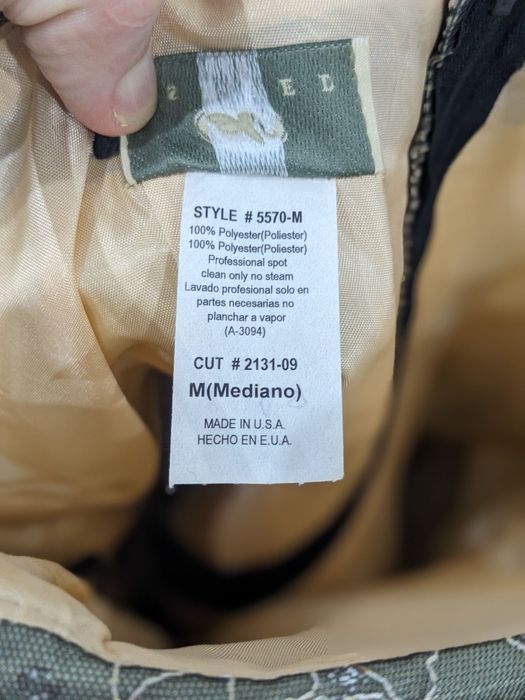 STYLE # 5570-M
100% Polyester(Poliester)
100% Polyester(Poliester)
Professional spot
clean only no steam
Lavado profesional solo en
partes necesarias no
planchar a vapor
(A-3094)
CUT # 2131-09
M(Mediano)
MADE IN U.S.A.
HECHO EN E.U.A.